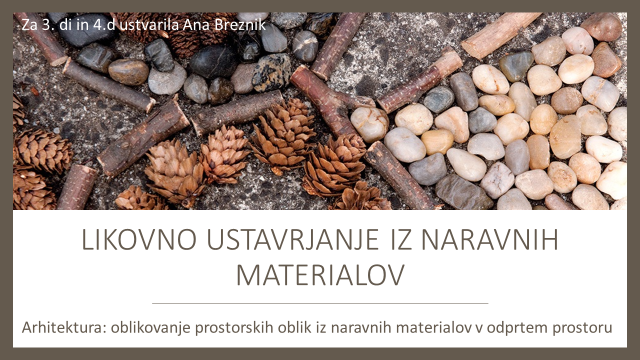 Za 3. di in 4.d ustvarila Ana Breznik
LIKOVNO USTAVRJANJE IZ NARAVNIH
MATERIALOV
Arhitektura: oblikovanje prostorskih oblik iz naravnih materialov v odprtem prostoru